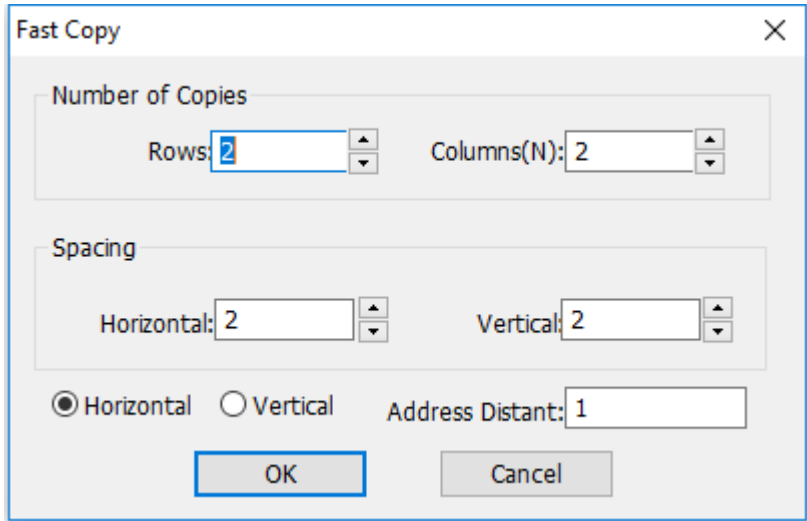 Fast Copy
Number of Copies
Rows: 2 Columns(N): 2
Spacing
Horizontal: 2 Vertical: 2
Horizontal Vertical Address Distant: 1
OK Cancel